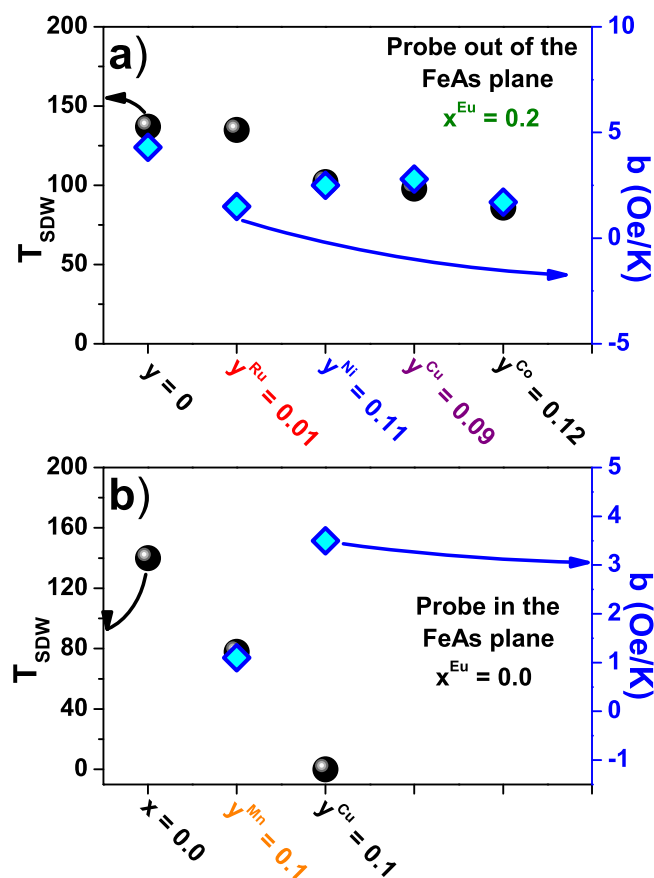 a)
Probe out of the
FeAs plane
x^Eu = 0.2
200
150
100
50
0
T_SDW
10
5
0
-5
b (Oe/K)
y = 0
y^Ru = 0.01
y^Ni = 0.11
y^Cu = 0.09
y^Co = 0.12
b)
Probe in the
FeAs plane
x^Eu = 0.0
200
160
120
80
40
0
T_SDW
5
4
3
2
1
0
-1
b (Oe/K)
x = 0.0
y^Mn = 0.1
y^Cu = 0.1